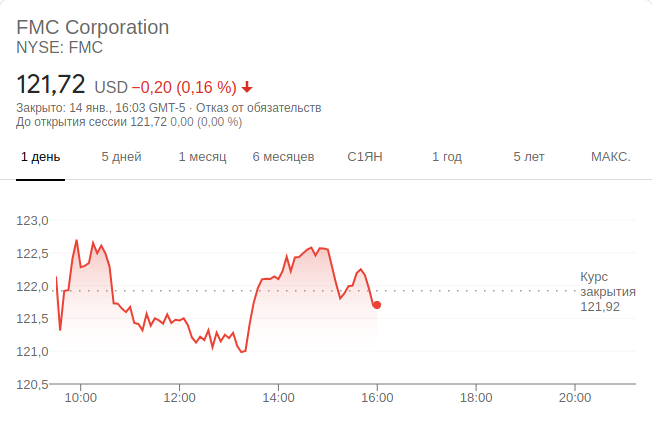 FMC Corporation
NYSE: FMC
121,72 USD −0,20 (0,16 %)
Закрыто: 14 янв., 16:03 GMT-5 · Отказ от обязательств
До открытия сессии 121,72 0,00 (0,00 %)
1 день 5 дней 1 месяц 6 месяцев С1ЯН 1 год 5 лет МАКС.
123,0
122,5
122,0
121,5
121,0
120,5
Курс
закрытия
121,92
10:00 12:00 14:00 16:00 18:00 20:00